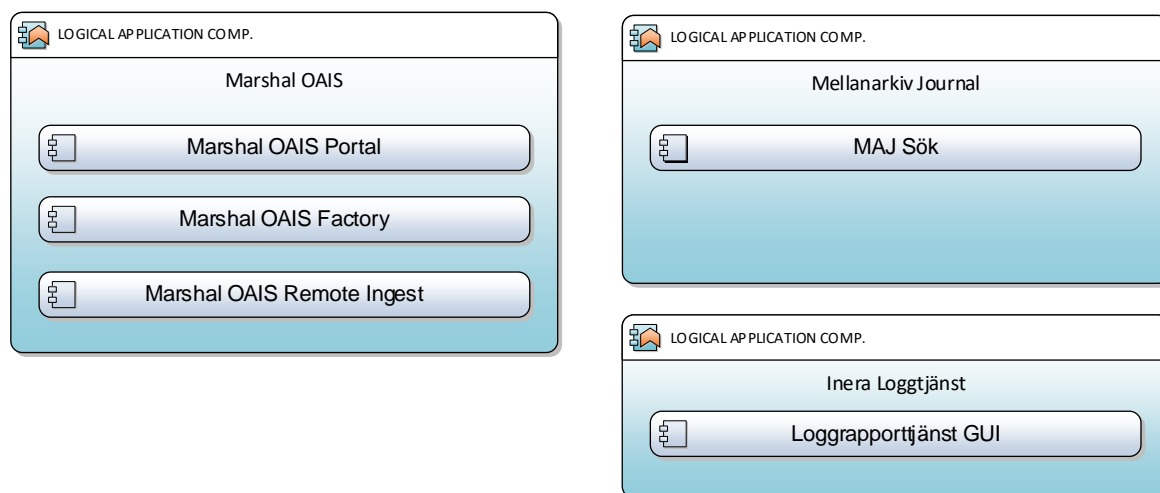 LOGICAL APPLICATION COMP.
Marshal OAIS
Marshal OAIS Portal
Marshal OAIS Factory
Marshal OAIS Remote Ingest
LOGICAL APPLICATION COMP.
Mellanarkiv Journal
MAJ Sök
LOGICAL APPLICATION COMP.
Inera Loggtjänst
Loggrapporttjänst GUI